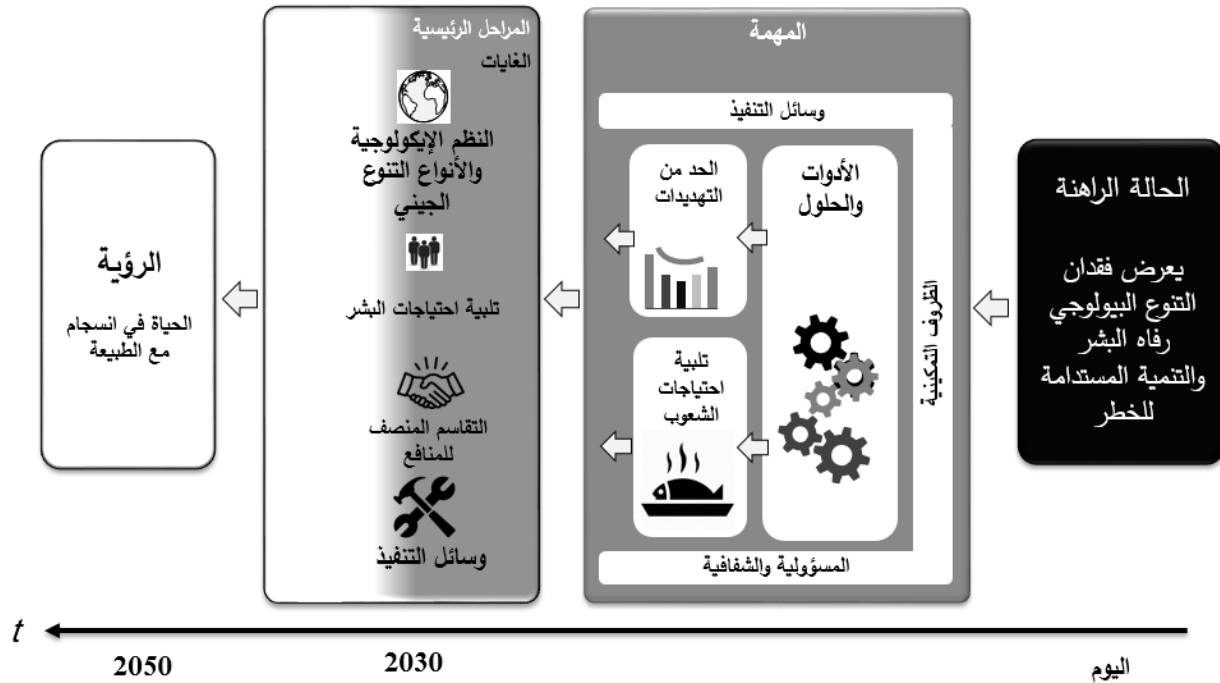 الحالة الراهنة
يعرض فقدان
التنوع البيولوجي
رفاه البشر
والتنمية المستدامة
للخطر
المهمة
وسائل التنفيذ
الظروف التمكينية
الأدوات
والحلول
الحد من
التهديدات
تلبية
احتياجات
الشعوب
المسؤولية والشفافية
المراحل الرئيسية
الغايات
النظم الإيكولوجية
والأنواع التنوع
الجيني
تلبية احتياجات البشر
التقاسم المنصف
للمنافع
وسائل التنفيذ
الرؤية
الحياة في انسجام
مع الطبيعة
t
اليوم
2030
2050